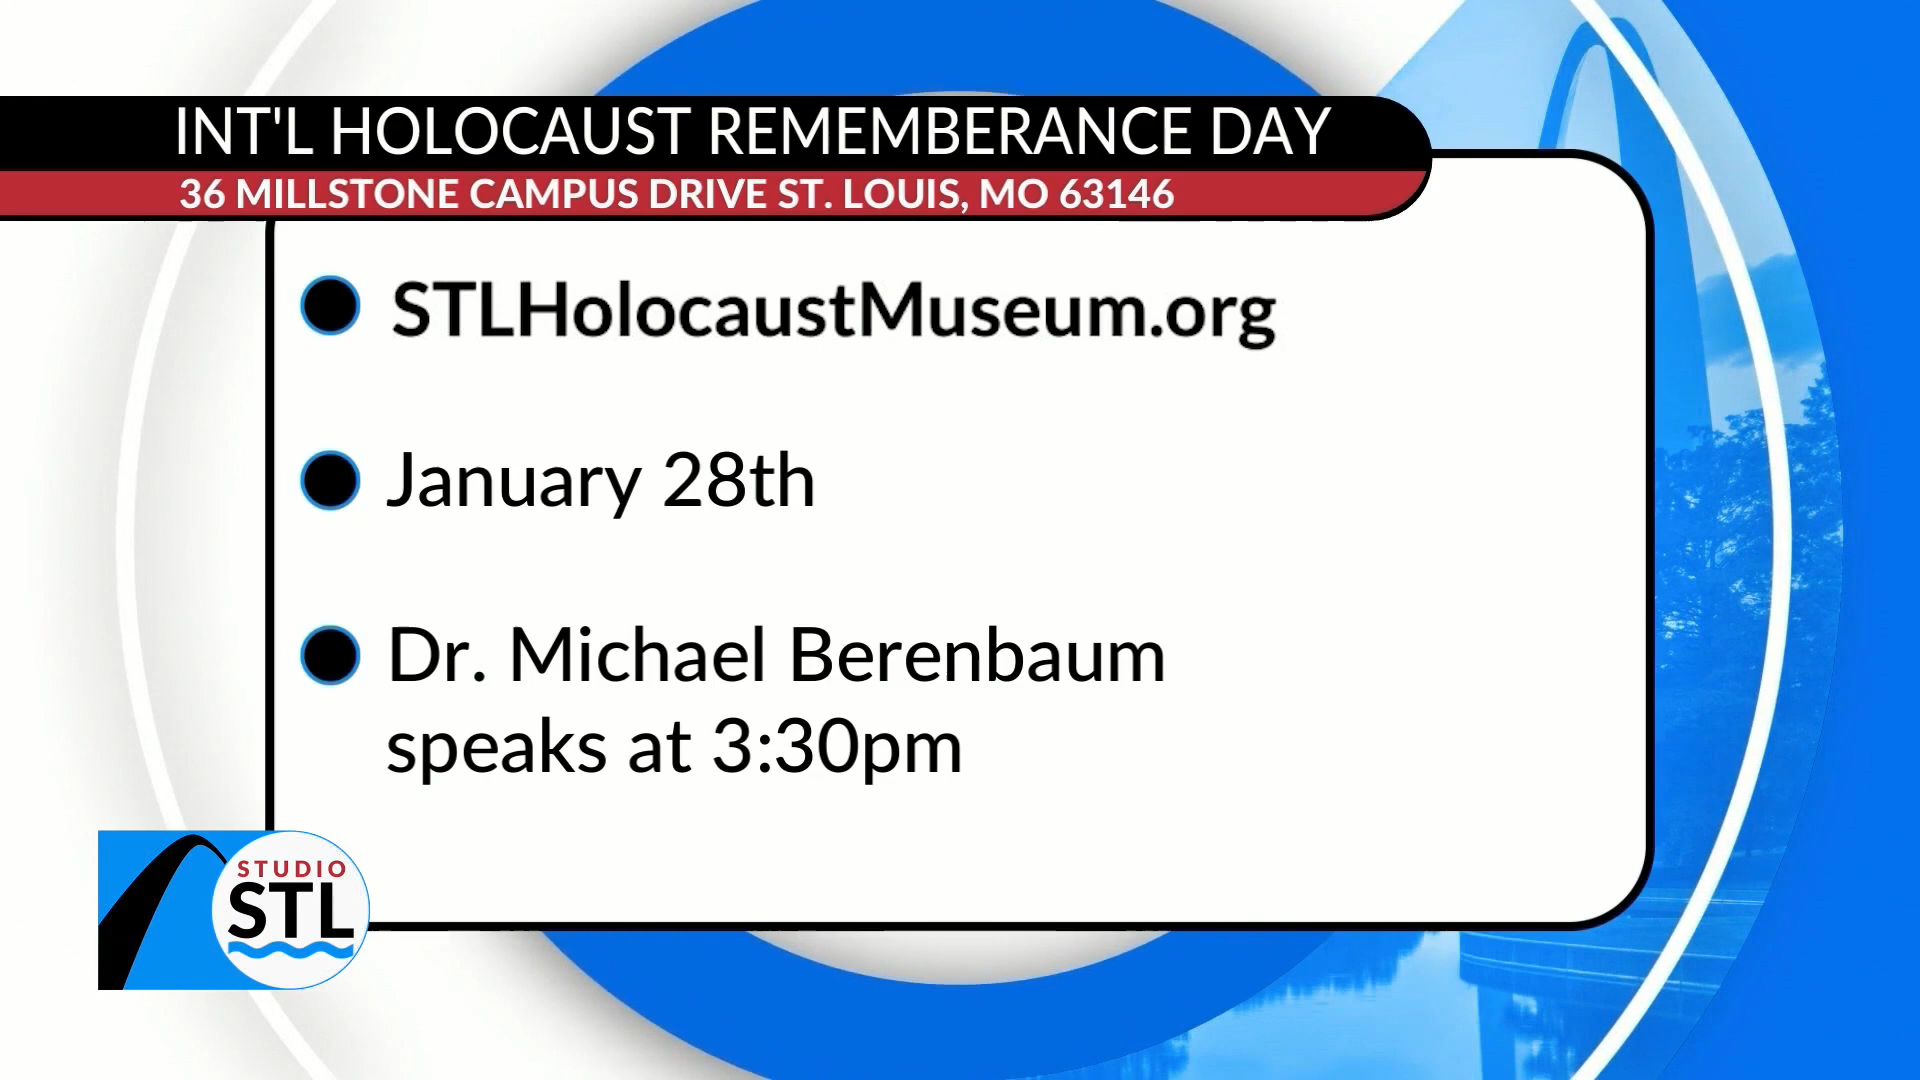 INT'L HOLOCAUST REMEMBERANCE DAY
36 MILLSTONE CAMPUS DRIVE ST. LOUIS, MO 63146
STLHolocaustMuseum.org
January 28th
Dr. Michael Berenbaum
speaks at 3:30pm
STUDIO
STL